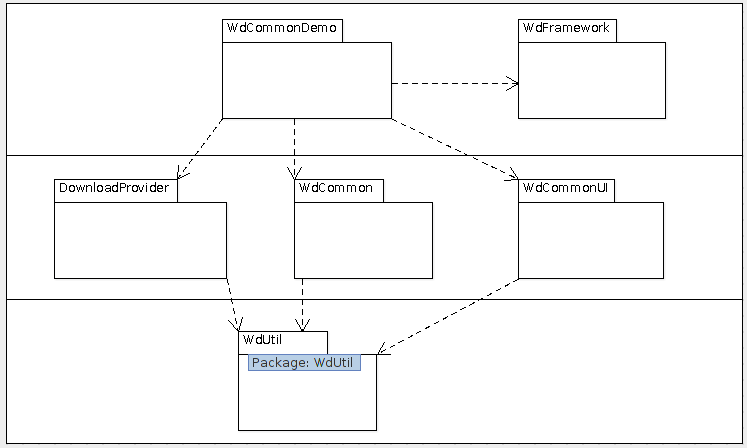 WdCommonDemo
WdFramework
DownloadProvider
WdCommon
WdCommonUI
WdUtil
Package: WdUtil